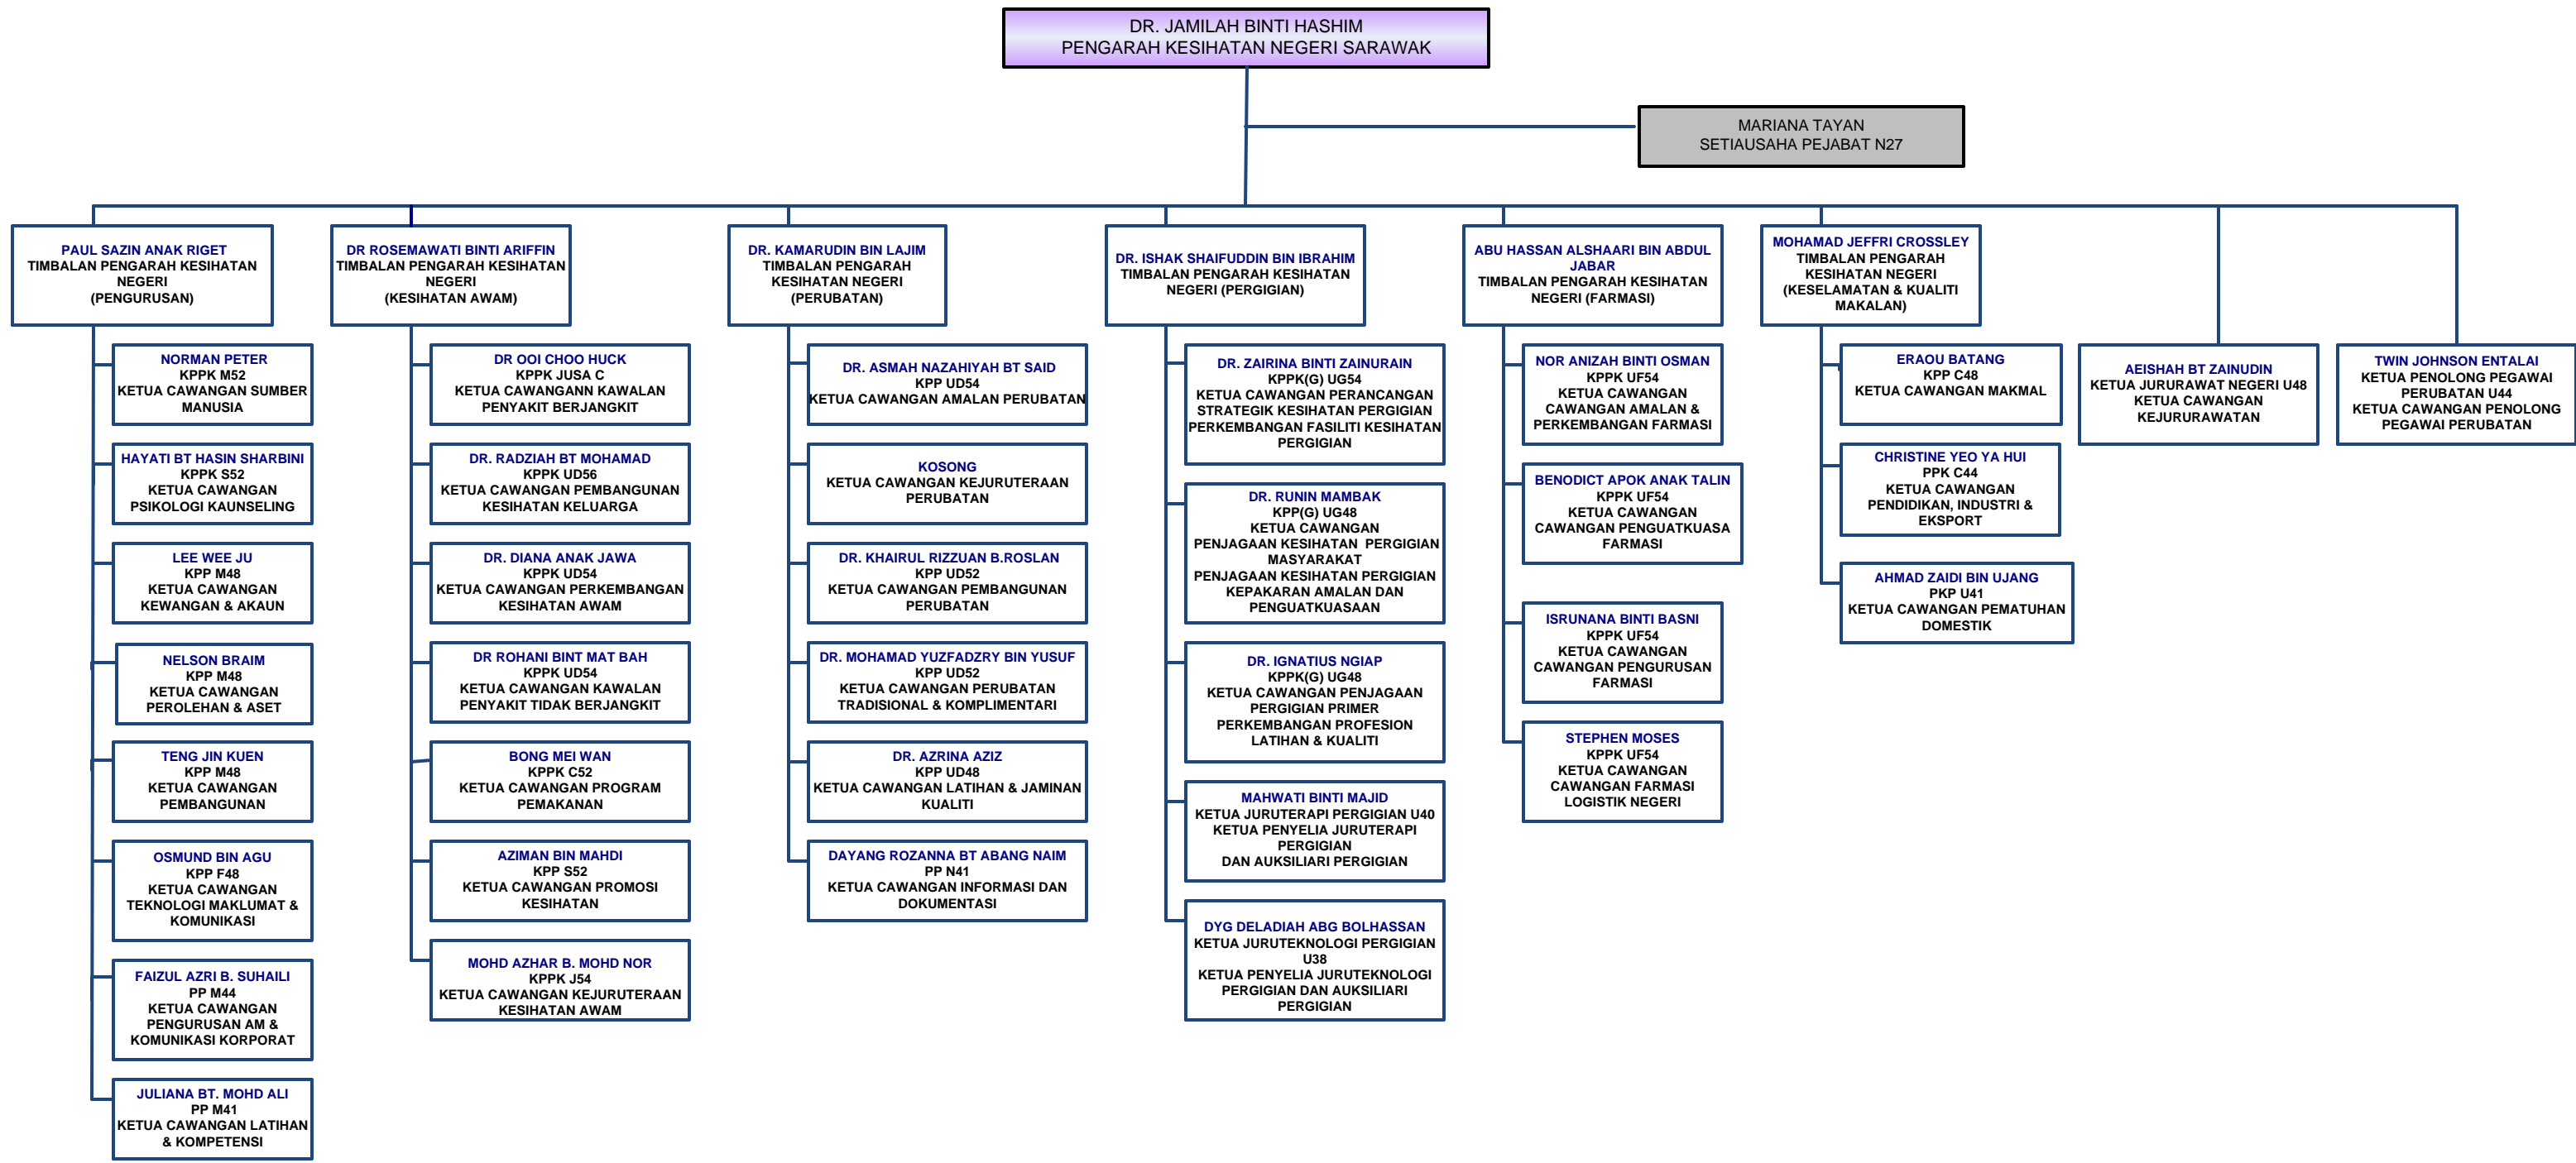 DR. JAMILAH BINTI HASHIM
PENGARAH KESIHATAN NEGERI SARAWAK
MARIANA TAYAN
SETIAUSAHA PEJABAT N27
PAUL SAZIN ANAK RIGET
TIMBALAN PENGARAH KESIHATAN
NEGERI
(PENGURUSAN)
NORMAN PETER
KPPK M52
KETUA CAWANGAN SUMBER
MANUSIA
HAYATI BT HASIN SHARBINI
KPPK S52
KETUA CAWANGAN
PSIKOLOGI KAUNSELING
LEE WEE JU
KPP M48
KETUA CAWANGAN
KEWANGAN & AKAUN
NELSON BRAIM
KPP M48
KETUA CAWANGAN
PEROLEHAN & ASET
TENG JIN KUEN
KPP M48
KETUA CAWANGAN
PEMBANGUNAN
OSMUND BIN AGU
KPP F48
KETUA CAWANGAN
TEKNOLOGI MAKLUMAT &
KOMUNIKASI
FAIZUL AZRI B. SUHAILI
PP M44
KETUA CAWANGAN
PENGURUSAN AM &
KOMUNIKASI KORPORAT
JULIANA BT. MOHD ALI
PP M41
KETUA CAWANGAN LATIHAN
& KOMPETENSI
DR ROSEMAWATI BINTI ARIFFIN
TIMBALAN PENGARAH KESIHATAN
NEGERI
(KESIHATAN AWAM)
DR OOI CHOO HUCK
KPPK JUSA C
KETUA CAWANGANN KAWALAN
PENYAKIT BERJANGKIT
DR. RADZIAH BT MOHAMAD
KPPK UD56
KETUA CAWANGAN PEMBANGUNAN
KESIHATAN KELUARGA
DR. DIANA ANAK JAWA
KPPK UD54
KETUA CAWANGAN PERKEMBANGAN
KESIHATAN AWAM
DR ROHANI BINT MAT BAH
KPPK UD54
KETUA CAWANGAN KAWALAN
PENYAKIT TIDAK BERJANGKIT
BONG MEI WAN
KPPK C52
KETUA CAWANGAN PROGRAM
PEMAKANAN
AZIMAN BIN MAHDI
KPP S52
KETUA CAWANGAN PROMOSI
KESIHATAN
MOHD AZHAR B. MOHD NOR
KPPK J54
KETUA CAWANGAN KEJURUTERAAN
KESIHATAN AWAM
DR. KAMARUDIN BIN LAJIM
TIMBALAN PENGARAH
KESIHATAN NEGERI
(PERUBATAN)
DR. ASMAH NAZAHIYAH BT SAID
KPP UD54
KETUA CAWANGAN AMALAN PERUBATAN
KOSONG
KETUA CAWANGAN KEJURUTERAAN
PERUBATAN
DR. KHAIRUL RIZZUAN B.ROSLAN
KPP UD52
KETUA CAWANGAN PEMBANGUNAN
PERUBATAN
DR. MOHAMAD YUZFADZRY BIN YUSUF
KPP UD52
KETUA CAWANGAN PERUBATAN
TRADISIONAL & KOMPLIMENTARI
DR. AZRINA AZIZ
KPP UD48
KETUA CAWANGAN LATIHAN & JAMINAN
KUALITI
DAYANG ROZANNA BT ABANG NAIM
PP N41
KETUA CAWANGAN INFORMASI DAN
DOKUMENTASI
DR. ISHAK SHAIFUDDIN BIN IBRAHIM
TIMBALAN PENGARAH KESIHATAN
NEGERI (PERGIGIAN)
DR. ZAIRINA BINTI ZAINURAIN
KPPK(G) UG54
KETUA CAWANGAN PERANCANGAN
STRATEGIK KESIHATAN PERGIGIAN
PERKEMBANGAN FASILITI KESIHATAN
PERGIGIAN
DR. RUNIN MAMBAK
KPP(G) UG48
KETUA CAWANGAN
PENJAGAAN KESIHATAN PERGIGIAN
MASYARAKAT
PENJAGAAN KESIHATAN PERGIGIAN
KEPAKARAN AMALAN DAN
PENGUATKUASAAN
DR. IGNATIUS NGIAP
KPPK(G) UG48
KETUA CAWANGAN PENJAGAAN
PERGIGIAN PRIMER
PERKEMBANGAN PROFESION
LATIHAN & KUALITI
MAHWATI BINTI MAJID
KETUA JURUTERAPI PERGIGIAN U40
KETUA PENYELIA JURUTERAPI
PERGIGIAN
DAN AUKSILIARI PERGIGIAN
DYG DELADIAH ABG BOLHASSAN
KETUA JURUTEKNOLOGI PERGIGIAN
U38
KETUA PENYELIA JURUTEKNOLOGI
PERGIGIAN DAN AUKSILIARI
PERGIGIAN
ABU HASSAN ALSHAARI BIN ABDUL
JABAR
TIMBALAN PENGARAH KESIHATAN
NEGERI (FARMASI)
NOR ANIZAH BINTI OSMAN
KPPK UF54
KETUA CAWANGAN
CAWANGAN AMALAN &
PERKEMBANGAN FARMASI
BENODICT APOK ANAK TALIN
KPPK UF54
KETUA CAWANGAN
CAWANGAN PENGUATKUASA
FARMASI
ISRUNANA BINTI BASNI
KPPK UF54
KETUA CAWANGAN
CAWANGAN PENGURUSAN
FARMASI
STEPHEN MOSES
KPPK UF54
KETUA CAWANGAN
CAWANGAN FARMASI
LOGISTIK NEGERI
MOHAMAD JEFFRI CROSSLEY
TIMBALAN PENGARAH
KESIHATAN NEGERI
(KESELAMATAN & KUALITI
MAKALAN)
ERAOU BATANG
KPP C48
KETUA CAWANGAN MAKMAL
CHRISTINE YEO YA HUI
PPK C44
KETUA CAWANGAN
PENDIDIKAN, INDUSTRI &
EKSPORT
AHMAD ZAIDI BIN UJANG
PKP U41
KETUA CAWANGAN PEMATUHAN
DOMESTIK
AEISHAH BT ZAINUDIN
KETUA JURURAWAT NEGERI U48
KETUA CAWANGAN
KEJURURAWATAN
TWIN JOHNSON ENTALAI
KETUA PENOLONG PEGAWAI
PERUBATAN U44
KETUA CAWANGAN PENOLONG
PEGAWAI PERUBATAN